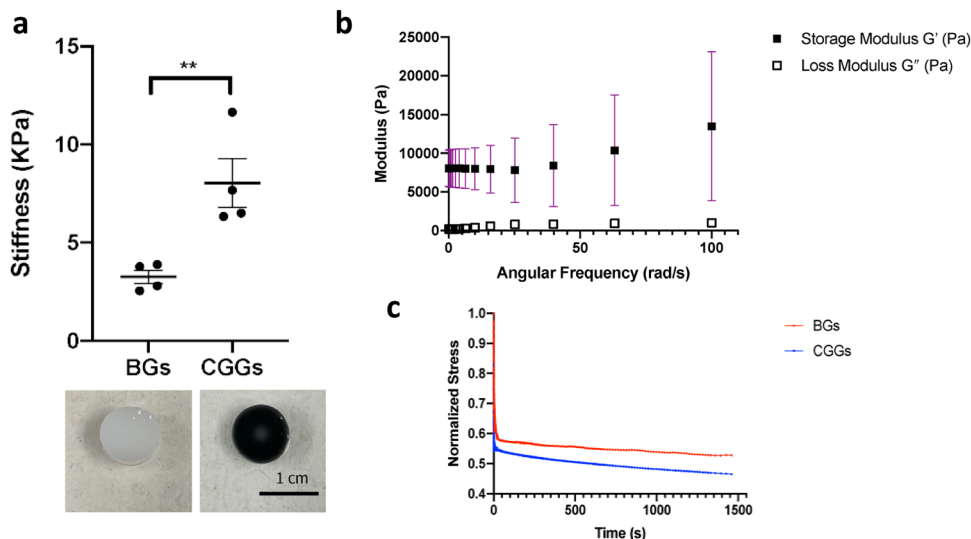 a
15
10
5
0
Stiffness (KPa)
**
BGs
CGGs
1 cm
b
25000
20000
15000
10000
5000
0
Modulus (Pa)
0
50
100
Angular Frequency (rad/s)
Storage Modulus G’ (Pa)
Loss Modulus G″ (Pa)
c
1.0
0.9
0.8
0.7
0.6
0.5
0.4
Normalized Stress
0
500
1000
1500
Time (s)
BGs
CGGs